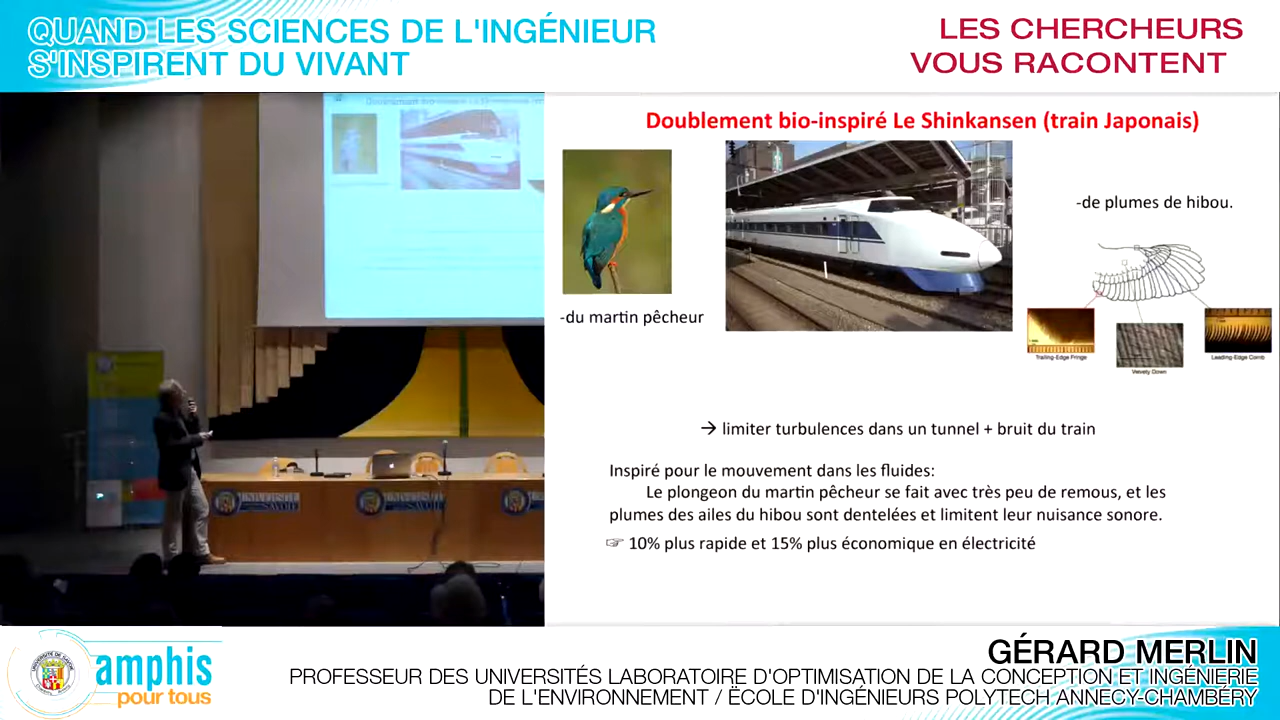 QUAND LES SCIENCES DE L'INGÉNIEUR
S'INSPIRENT DU VIVANT
LES CHERCHEURS
VOUS RACONTENT
Doublement bio-inspiré Le Shinkansen (train Japonais)
-de plumes de hibou.
-du martin pêcheur
Trailing-Edge Fringe
Velvety Down
Leading-Edge Comb
→ limiter turbulences dans un tunnel + bruit du train
Inspiré pour le mouvement dans les fluides:
Le plongeon du martin pêcheur se fait avec très peu de remous, et les
plumes des ailes du hibou sont dentelées et limitent leur nuisance sonore.
☞ 10% plus rapide et 15% plus économique en électricité
UNIVERSITÉ
SAVOIE
amphis
pour tous
GÉRARD MERLIN
PROFESSEUR DES UNIVERSITÉS LABORATOIRE D'OPTIMISATION DE LA CONCEPTION ET INGÉNIERIE
DE L'ENVIRONNEMENT / ËCOLE D'INGÉNIEURS POLYTECH ANNECY-CHAMBÉRY